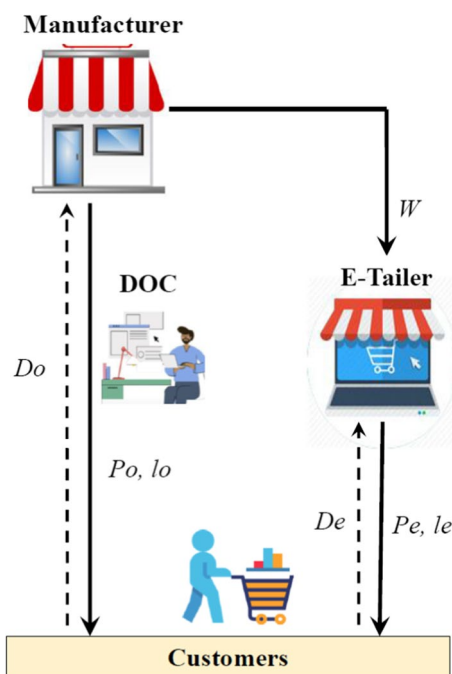 Manufacturer
W
DOC
E-Tailer
Do
Po, lo
De
Pe, le
Customers